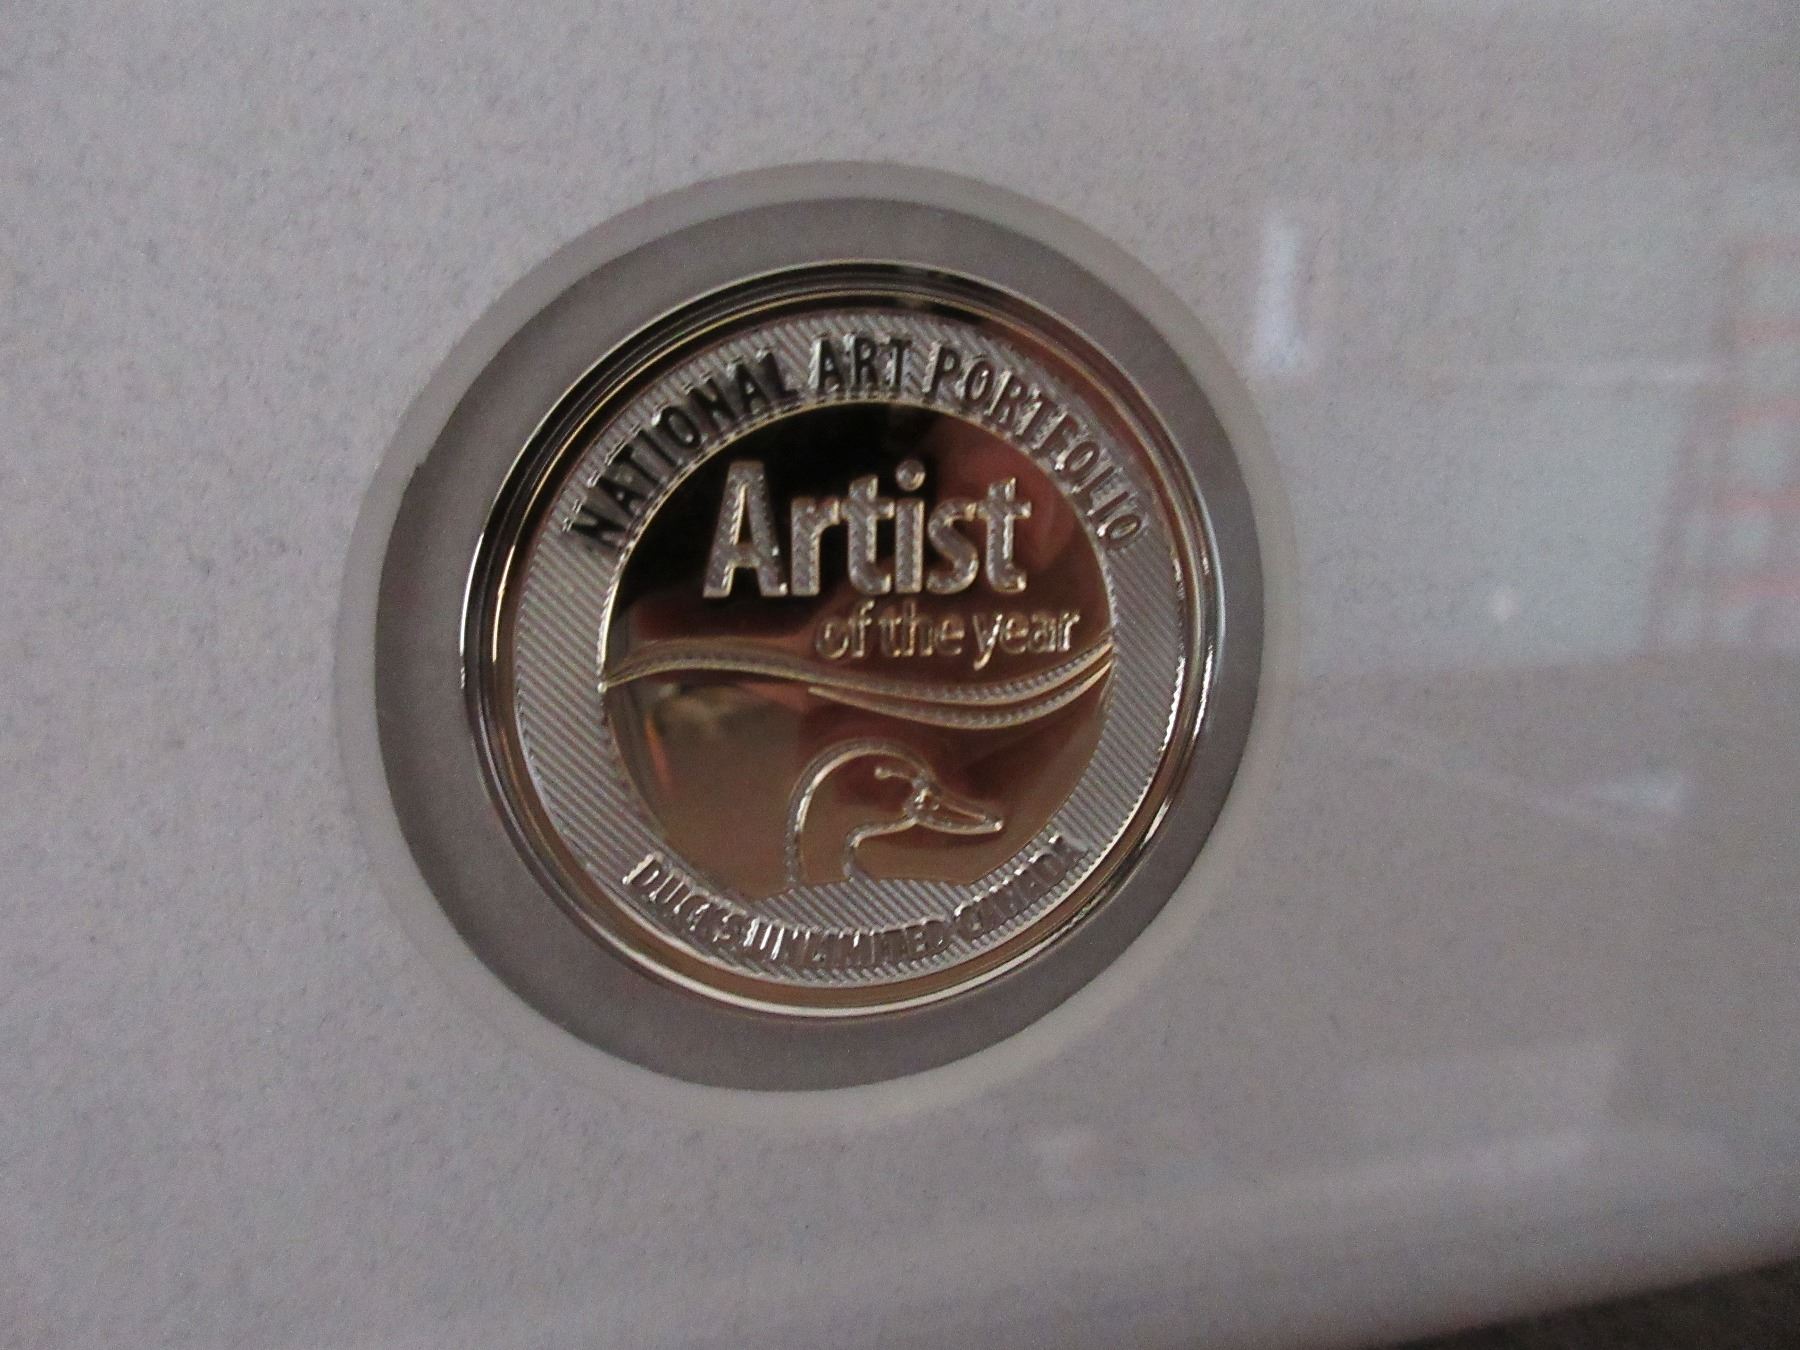 NATIONAL ART PORTFOLIO
Artist
of the year
DUCKS UNLIMITED CANADA